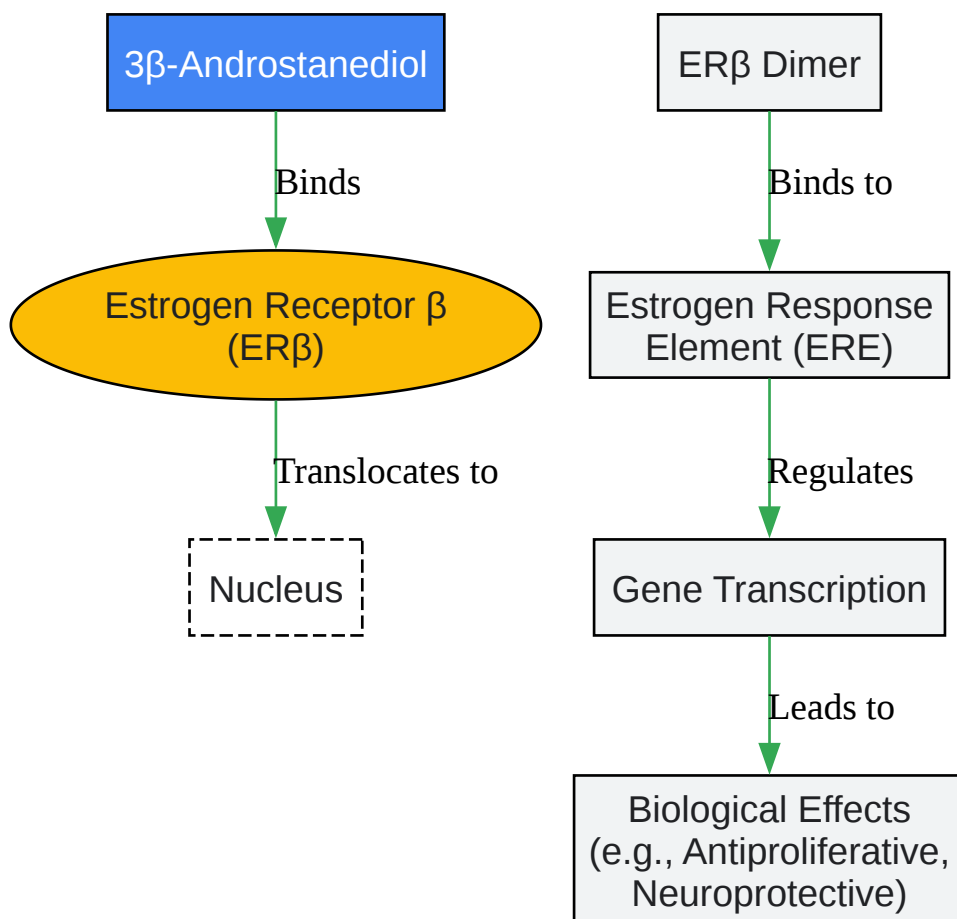 3β-Androstanediol
Binds
Estrogen Receptor β
(ERβ)
Translocates to
Nucleus
ERβ Dimer
Binds to
Estrogen Response
Element (ERE)
Regulates
Gene Transcription
Leads to
Biological Effects
(e.g., Antiproliferative,
Neuroprotective)